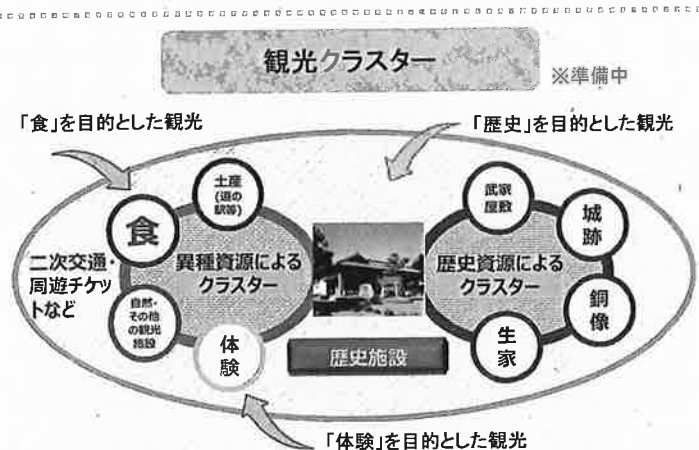 観光クラスター
※準備中
「食」を目的とした観光
「歴史」を目的とした観光
土産
(道の
駅等)
食
二次交通・
周遊チケッ
トなど
異種資源による
クラスター
自然・
その他
の観光
施設
体
験
歴史施設
武家
屋敷
城
跡
歴史資源による
クラスター
銅
像
生
家
「体験」を目的とした観光